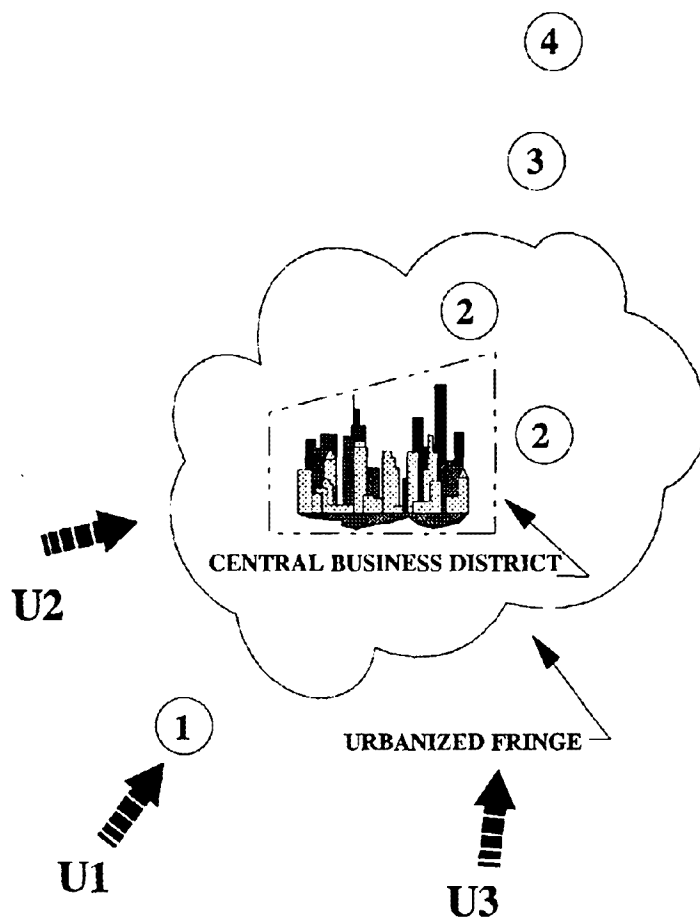 4
3
2
2
CENTRAL BUSINESS DISTRICT
U2
1
URBANIZED FRINGE
U1
U3